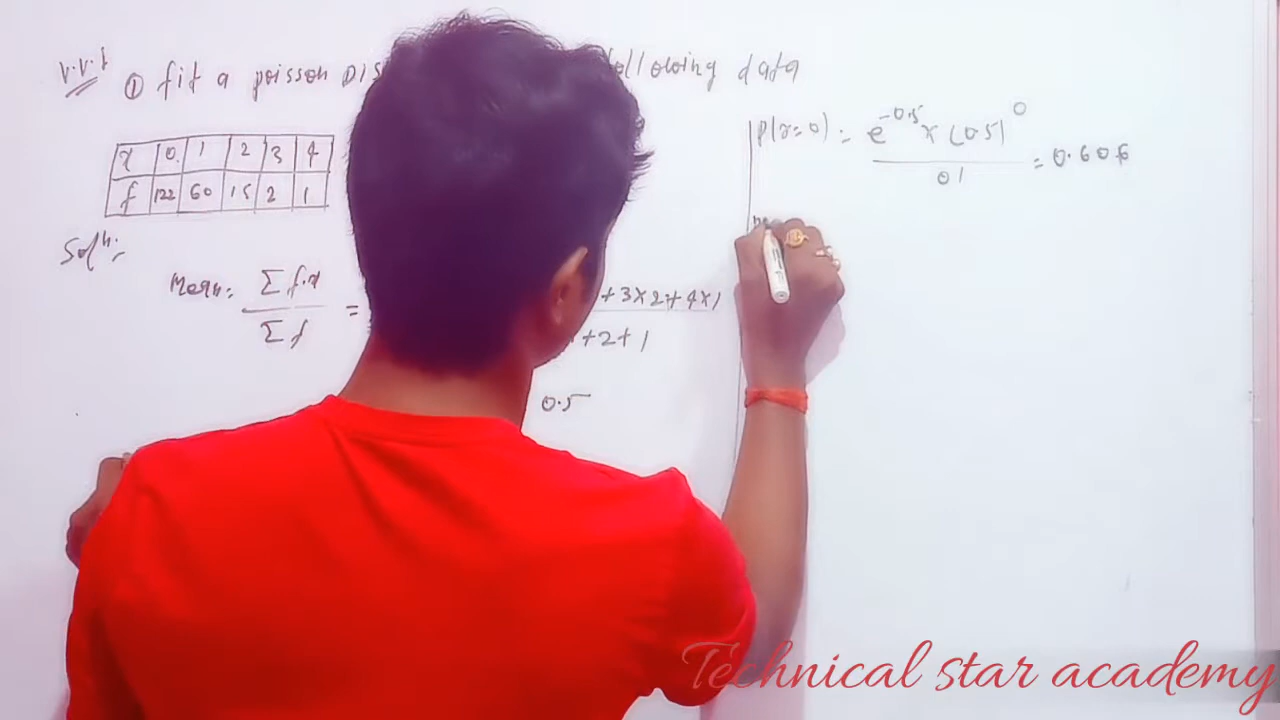 V.V.I
① fit a poisson DIS ollowing data
x 0 1 2 3 4
f 122 60 15 2 1
Solⁿ:
Mean: Σ f.x / Σ f = +3×2+4×1 / +2+1
0.5
P(x=0) = e^-0.5 × (0.5)^0 / 0! = 0.606
Technical star academy